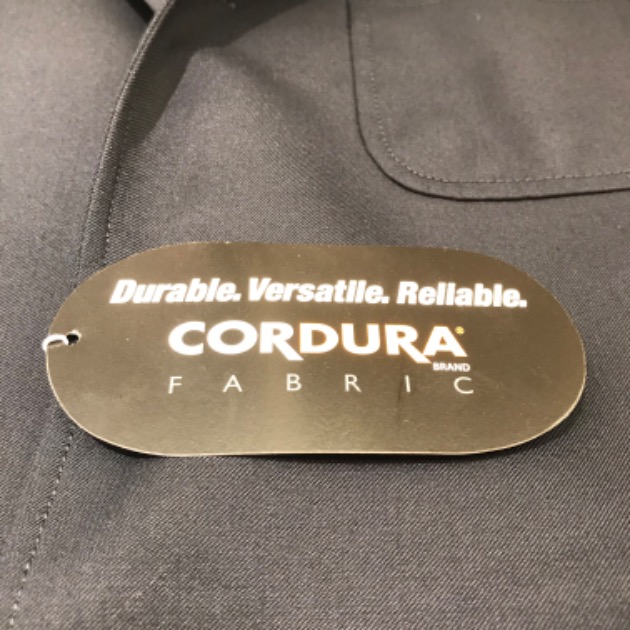 Durable. Versatile. Reliable.
CORDURA®
BRAND
FABRIC